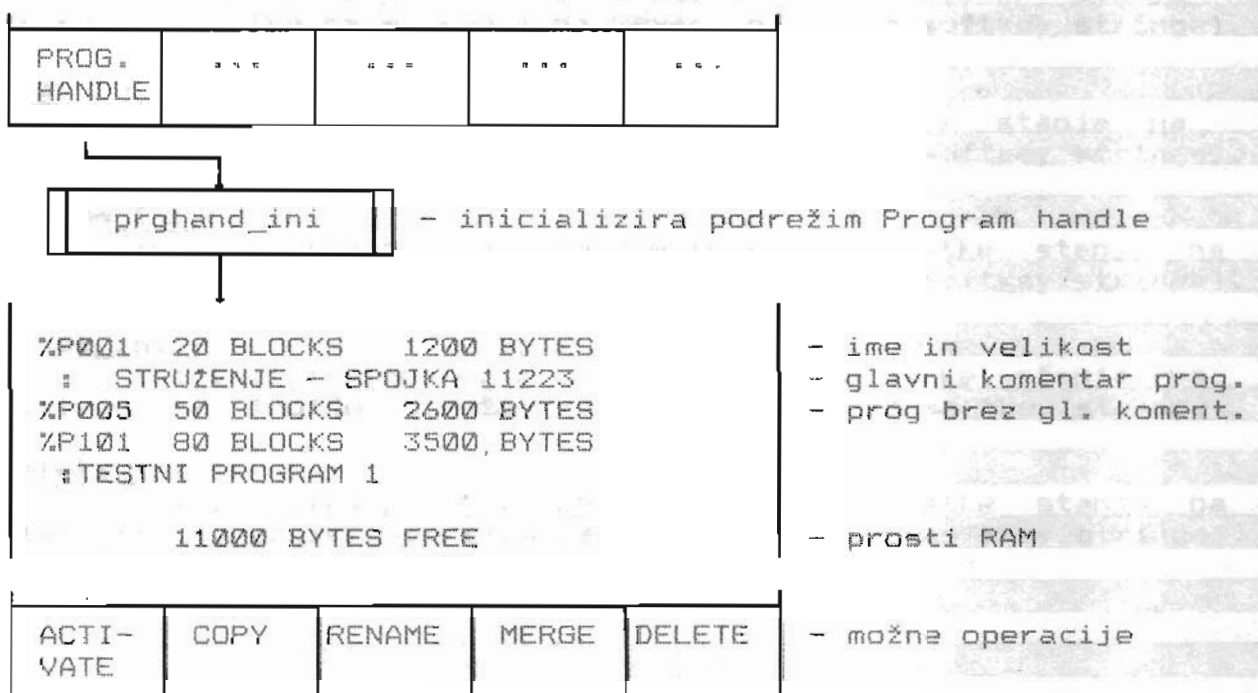 PROG. ... ... ... ...
HANDLE
prghand_ini - inicializira podrežim Program handle
%P001 20 BLOCKS 1200 BYTES - ime in velikost
: STRUŽENJE - SPOJKA 11223 - glavni komentar prog.
%P005 50 BLOCKS 2600 BYTES - prog brez gl. koment.
%P101 80 BLOCKS 3500 BYTES
:TESTNI PROGRAM 1
11000 BYTES FREE - prosti RAM
ACTI- COPY RENAME MERGE DELETE - možne operacije
VATE